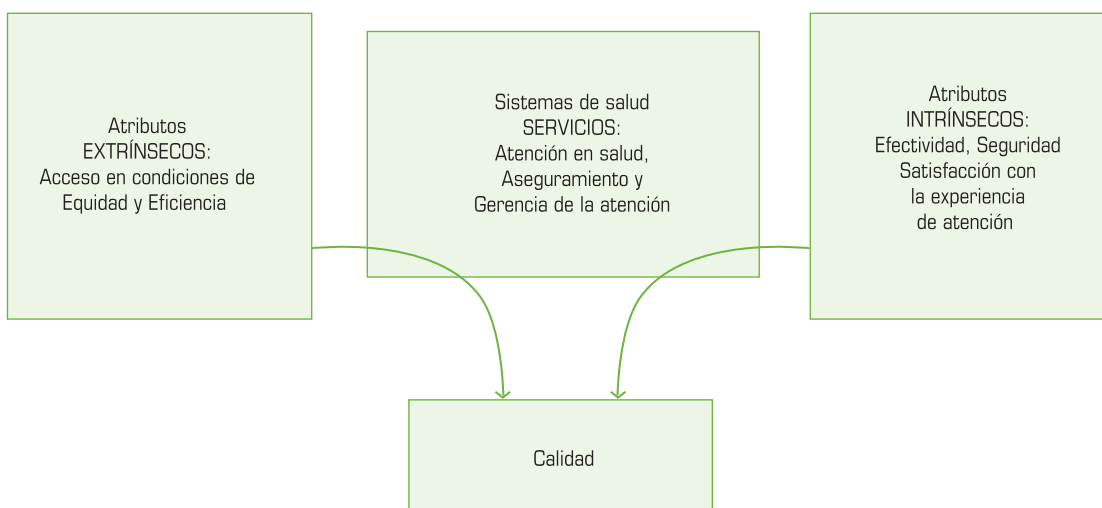 Atributos
EXTRÍNSECOS:
Acceso en condiciones de
Equidad y Eficiencia
Sistemas de salud
SERVICIOS:
Atención en salud,
Aseguramiento y
Gerencia de la atención
Atributos
INTRÍNSECOS:
Efectividad, Seguridad
Satisfacción con
la experiencia
de atención
Calidad